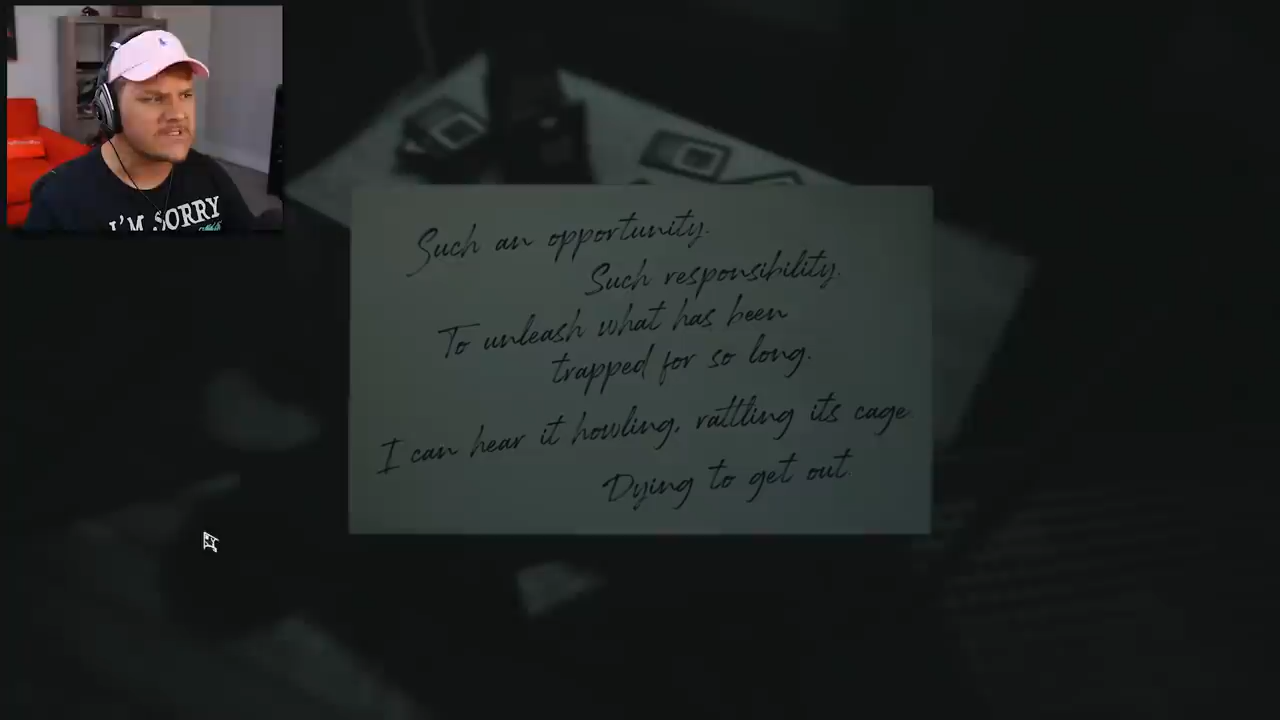 I'M SORRY
Such an opportunity.
Such responsibility.
To unleash what has been
trapped for so long.
I can hear it howling, rattling its cage
Dying to get out.